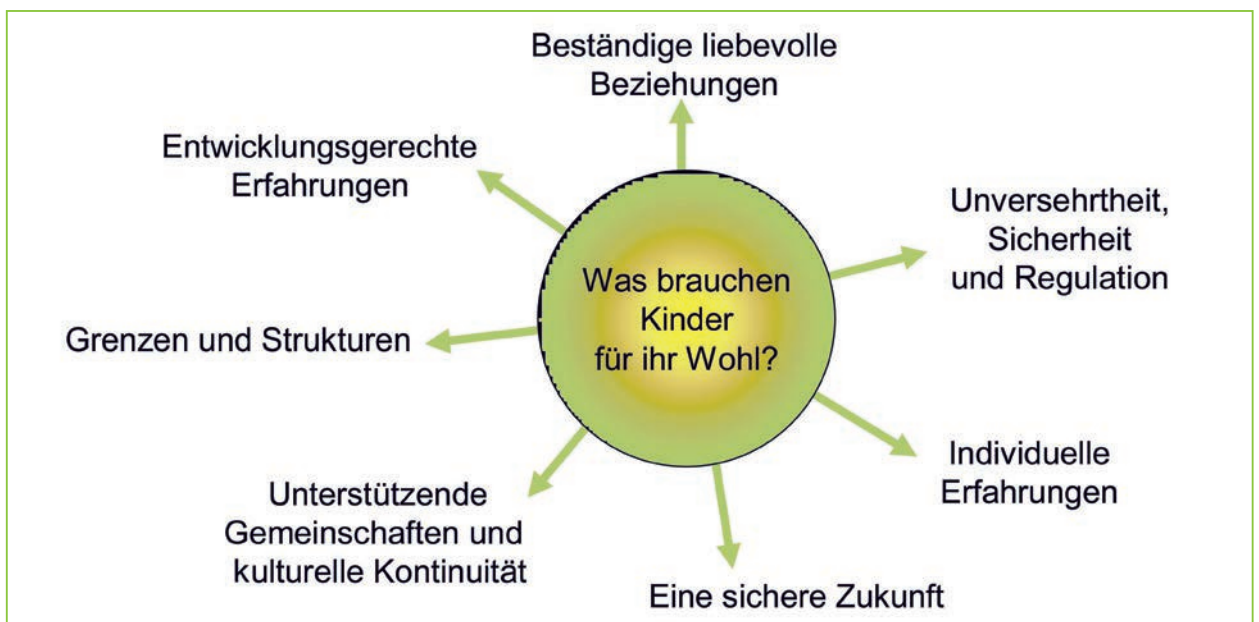 Beständige liebevolle
Beziehungen
Unversehrtheit,
Sicherheit
und Regulation
Individuelle
Erfahrungen
Eine sichere Zukunft
Unterstützende
Gemeinschaften und
kulturelle Kontinuität
Grenzen und Strukturen
Entwicklungsgerechte
Erfahrungen
Was brauchen
Kinder
für ihr Wohl?